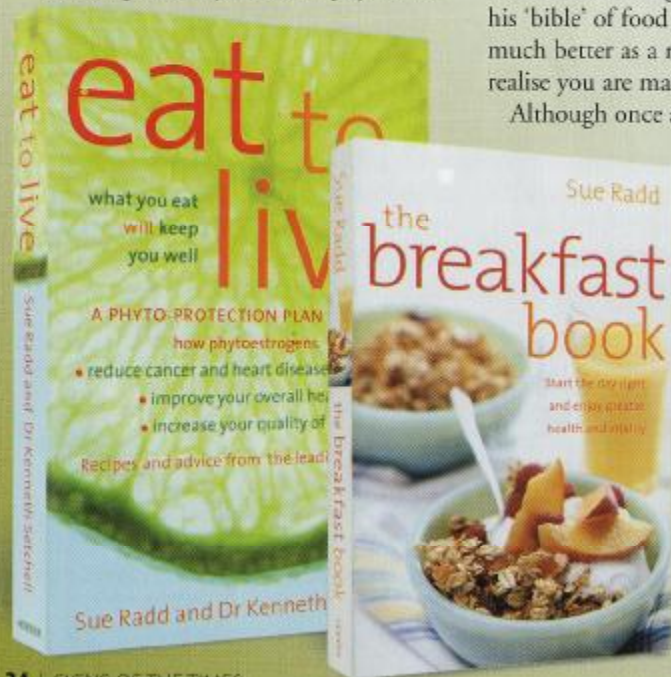 his 'bible' of food
much better as a
realise you are
Although once
eat to live
Sue Radd and Dr Kenneth Setchell
eat to
liv
what you eat
will keep
you well
A PHYTO-PROTECTION PLAN
how phytoestrogens
• reduce cancer and heart disease
• improve your overall
• increase your quality of
Recipes and advice from the
Sue Radd and Dr Kenneth
Sue Radd
the breakfast book
Sue Radd
the
breakfast
book
Start the day right
and enjoy greater
health and vitality